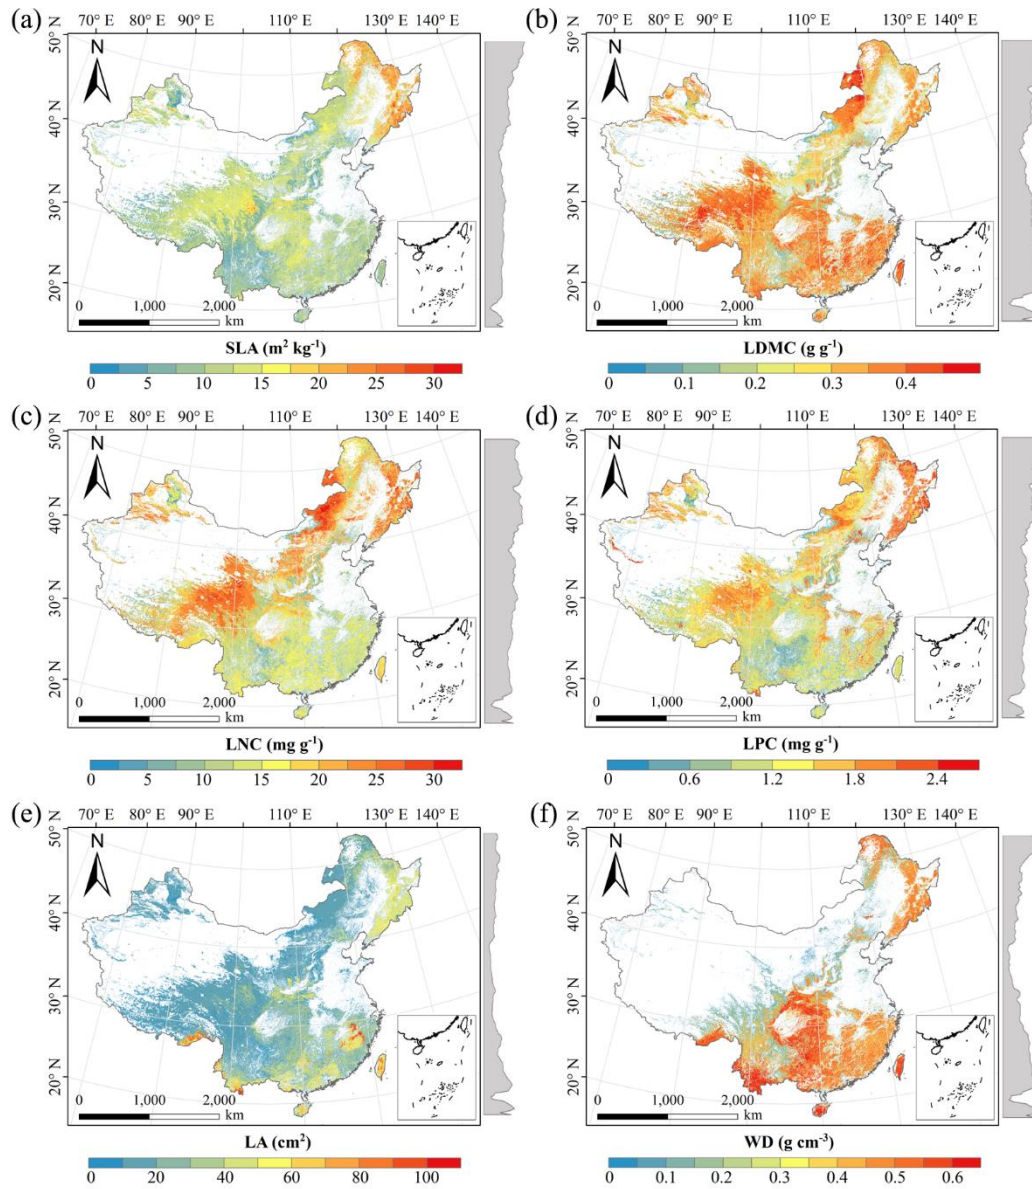 (a) 70° E 80° E 90° E 110° E 130° E 140° E
50° N
40° N
30° N
20° N
N
0 1,000 2,000
km
SLA (m² kg⁻¹)
0 5 10 15 20 25 30
(b) 70° E 80° E 90° E 110° E 130° E 140° E
50° N
40° N
30° N
20° N
N
0 1,000 2,000
km
LDMC (g g⁻¹)
0 0.1 0.2 0.3 0.4
(c) 70° E 80° E 90° E 110° E 130° E 140° E
50° N
40° N
30° N
20° N
N
0 1,000 2,000
km
LNC (mg g⁻¹)
0 5 10 15 20 25 30
(d) 70° E 80° E 90° E 110° E 130° E 140° E
50° N
40° N
30° N
20° N
N
0 1,000 2,000
km
LPC (mg g⁻¹)
0 0.6 1.2 1.8 2.4
(e) 70° E 80° E 90° E 110° E 130° E 140° E
50° N
40° N
30° N
20° N
N
0 1,000 2,000
km
LA (cm²)
0 20 40 60 80 100
(f) 70° E 80° E 90° E 110° E 130° E 140° E
50° N
40° N
30° N
20° N
N
0 1,000 2,000
km
WD (g cm⁻³)
0 0.1 0.2 0.3 0.4 0.5 0.6